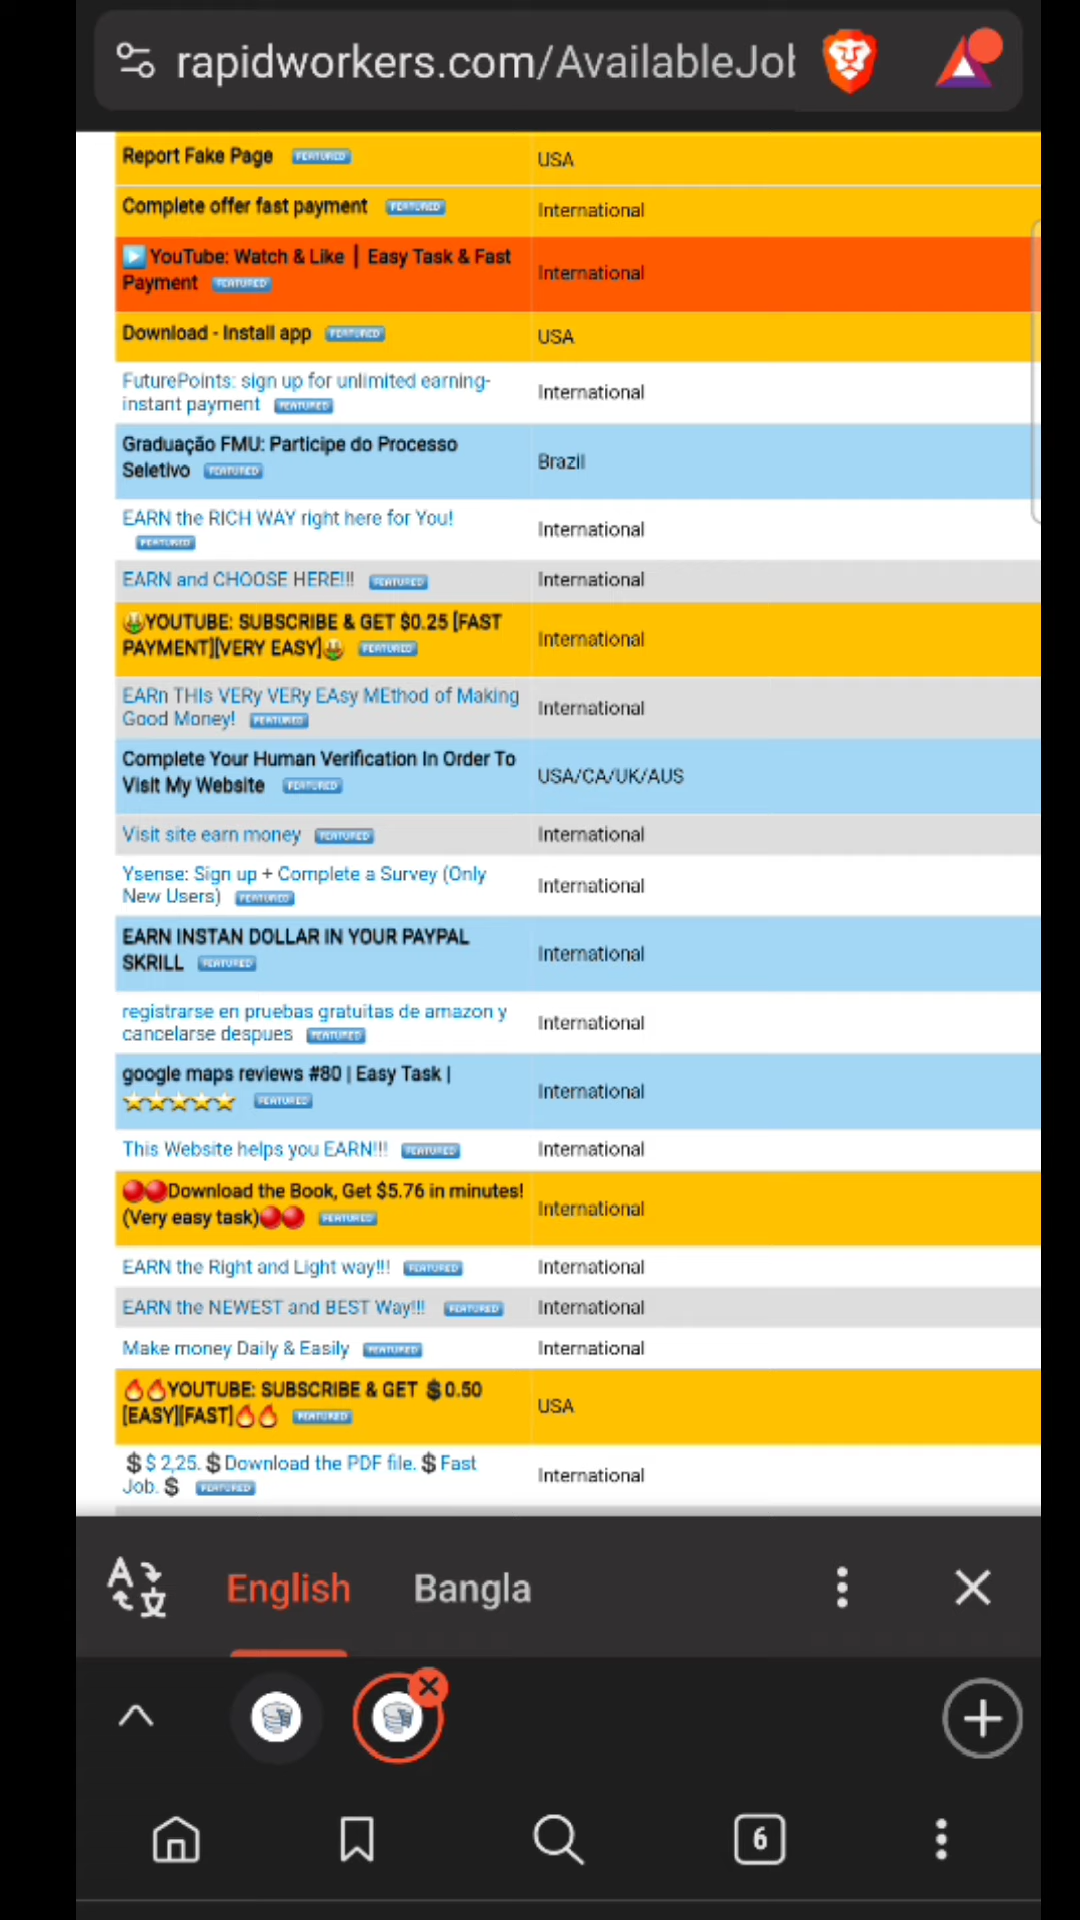 rapidworkers.com/AvailableJob
Report Fake Page FEATURED USA
Complete offer fast payment FEATURED International
YouTube: Watch & Like | Easy Task & Fast
Payment FEATURED International
Download - Install app FEATURED USA
FuturePoints: sign up for unlimited earning-
instant payment FEATURED International
Graduação FMU: Participe do Processo
Seletivo FEATURED Brazil
EARN the RICH WAY right here for You!
FEATURED International
EARN and CHOOSE HERE!!! FEATURED International
🤑YOUTUBE: SUBSCRIBE & GET $0.25 [FAST
PAYMENT][VERY EASY]🤑 FEATURED International
EARn THIs VERy VERy EAsy MEthod of Making
Good Money! FEATURED International
Complete Your Human Verification In Order To
Visit My Website FEATURED USA/CA/UK/AUS
Visit site earn money FEATURED International
Ysense: Sign up + Complete a Survey (Only
New Users) FEATURED International
EARN INSTAN DOLLAR IN YOUR PAYPAL
SKRILL FEATURED International
registrarse en pruebas gratuitas de amazon y
cancelarse despues FEATURED International
google maps reviews #80 | Easy Task |
⭐⭐⭐⭐⭐ FEATURED International
This Website helps you EARN!!! FEATURED International
🔴🔴Download the Book, Get $5.76 in minutes!
(Very easy task)🔴🔴 FEATURED International
EARN the Right and Light way!!! FEATURED International
EARN the NEWEST and BEST Way!!! FEATURED International
Make money Daily & Easily FEATURED International
🔥🔥YOUTUBE: SUBSCRIBE & GET 💲0.50
[EASY][FAST]🔥🔥 FEATURED USA
💲$ 2,25. 💲Download the PDF file. 💲Fast
Job. 💲 FEATURED International
English Bangla
6